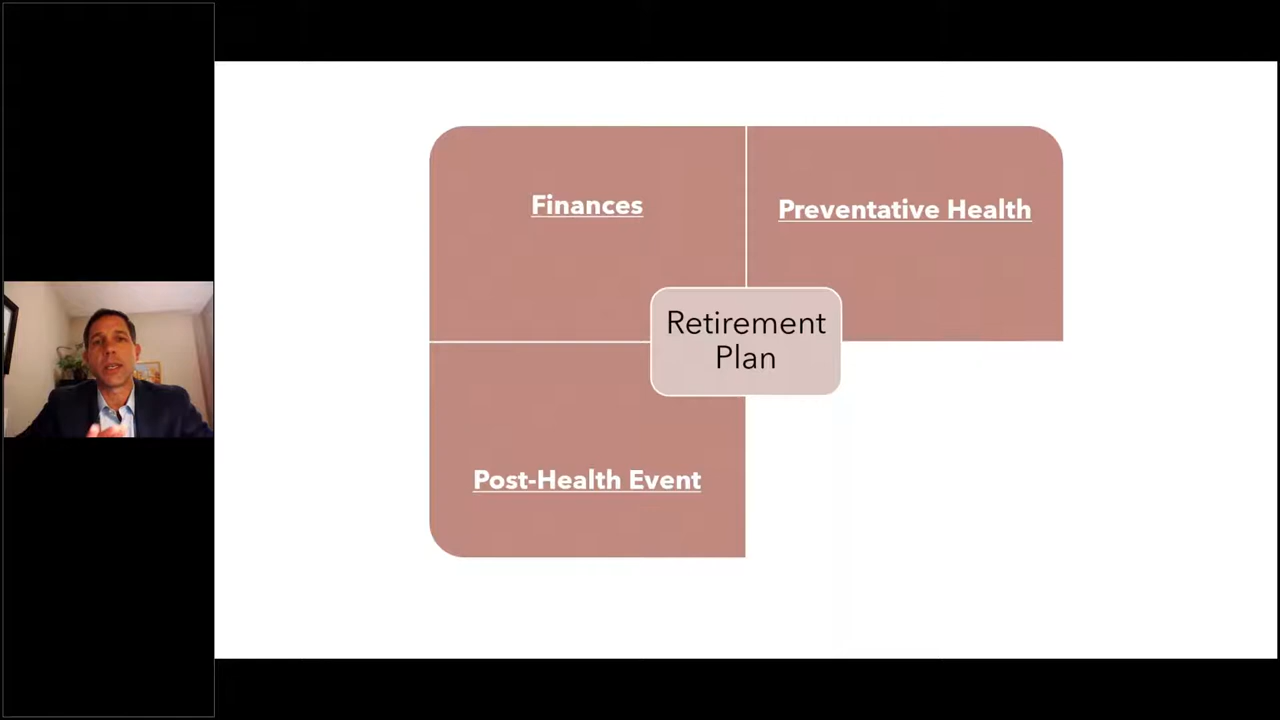 Finances
Preventative Health
Retirement
Plan
Post-Health Event